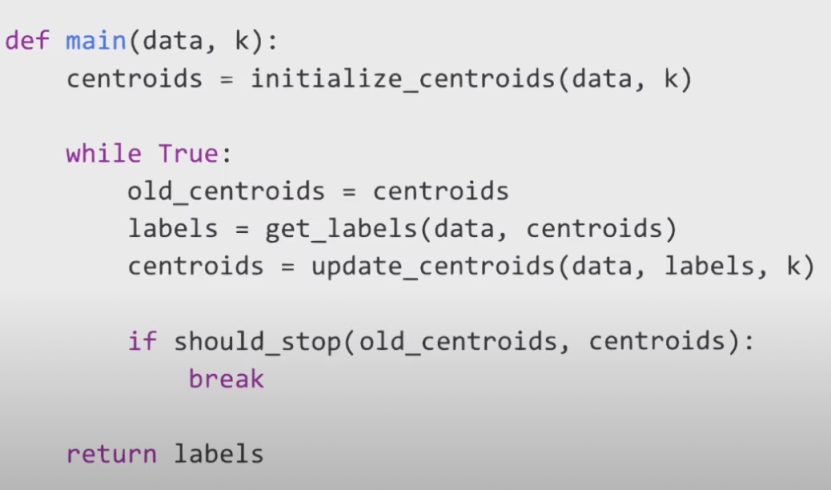 def main(data, k):
    centroids = initialize_centroids(data, k)

    while True:
        old_centroids = centroids
        labels = get_labels(data, centroids)
        centroids = update_centroids(data, labels, k)

        if should_stop(old_centroids, centroids):
            break

    return labels